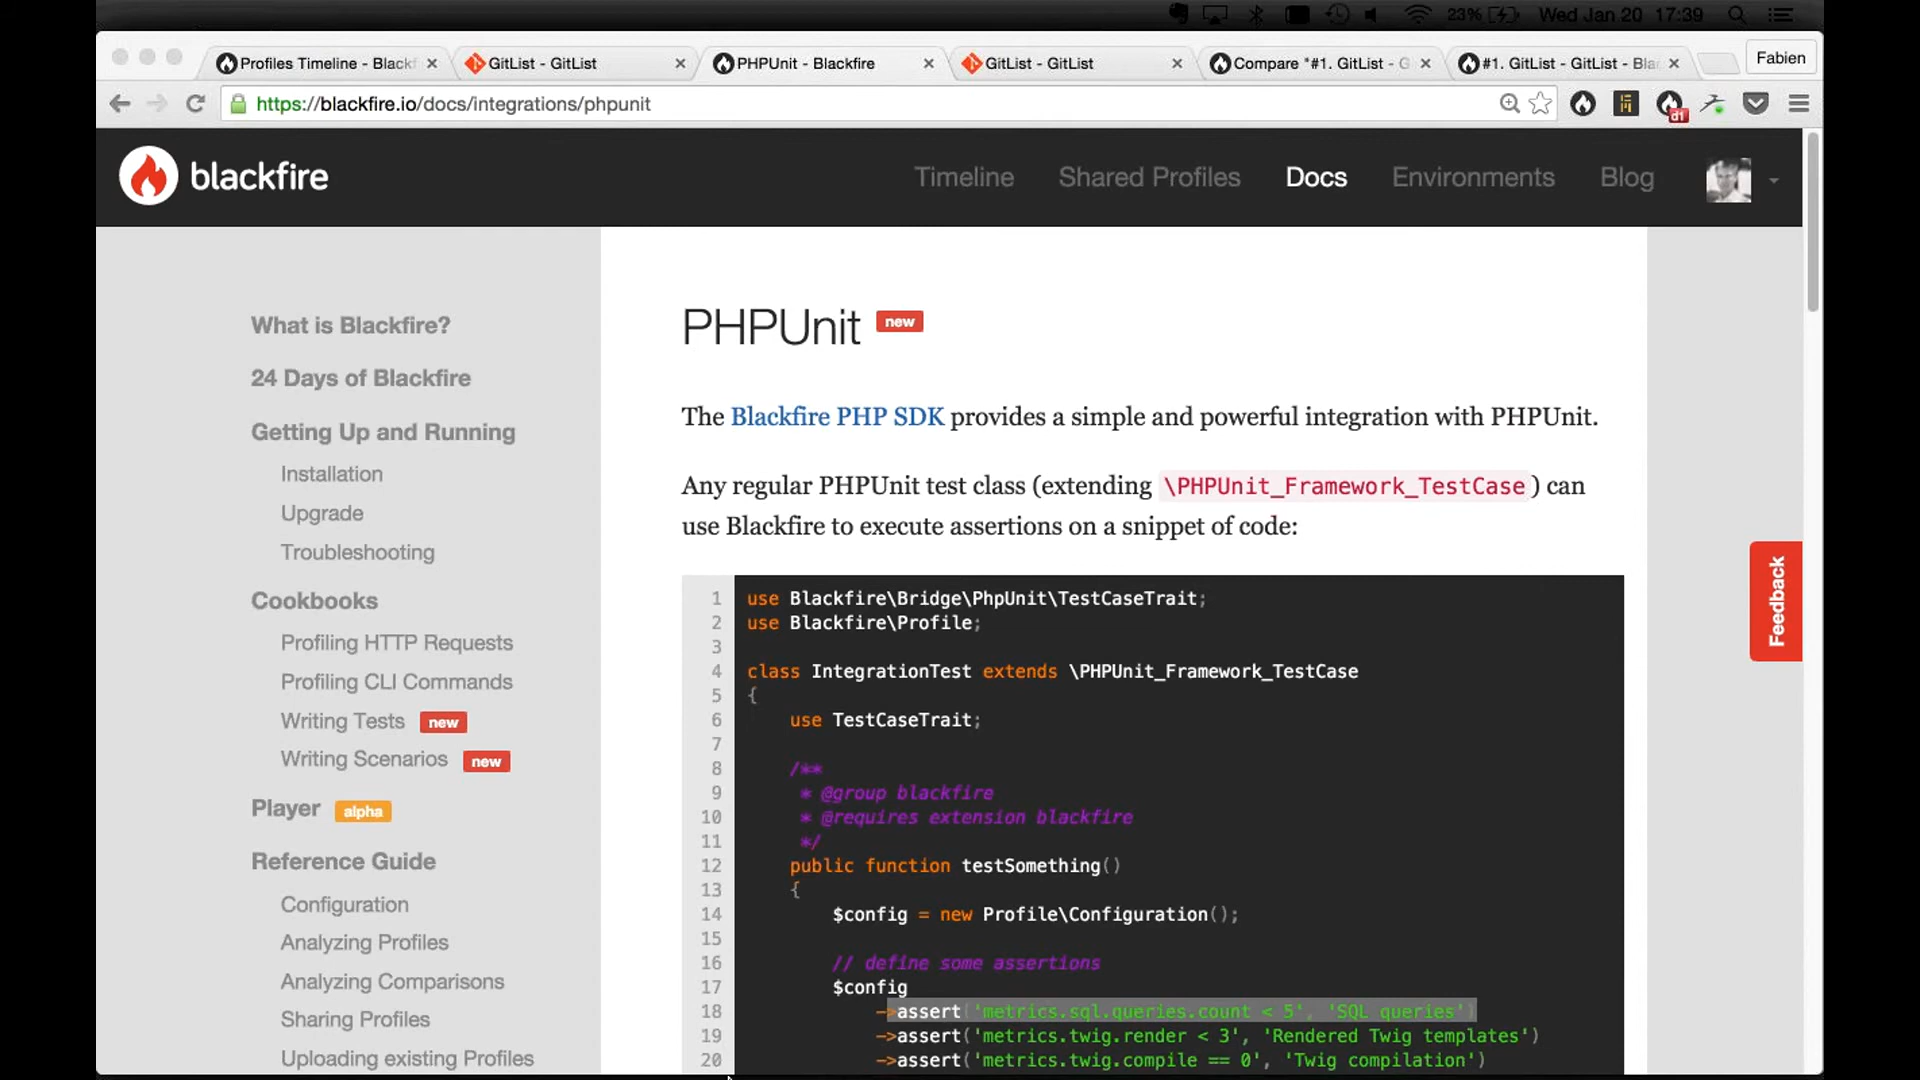 23% Wed Jan 20 17:39
Profiles Timeline - Blackf
GitList - GitList
PHPUnit - Blackfire
GitList - GitList
Compare "#1. GitList - G
#1. GitList - GitList - Bla
Fabien
https://blackfire.io/docs/integrations/phpunit
d1
blackfire
Timeline
Shared Profiles
Docs
Environments
Blog
What is Blackfire?
24 Days of Blackfire
Getting Up and Running
Installation
Upgrade
Troubleshooting
Cookbooks
Profiling HTTP Requests
Profiling CLI Commands
Writing Tests new
Writing Scenarios new
Player alpha
Reference Guide
Configuration
Analyzing Profiles
Analyzing Comparisons
Sharing Profiles
Uploading existing Profiles
PHPUnit new
The Blackfire PHP SDK provides a simple and powerful integration with PHPUnit.
Any regular PHPUnit test class (extending \PHPUnit_Framework_TestCase) can
use Blackfire to execute assertions on a snippet of code:
1 use Blackfire\Bridge\PhpUnit\TestCaseTrait;
2 use Blackfire\Profile;
3
4 class IntegrationTest extends \PHPUnit_Framework_TestCase
5 {
6     use TestCaseTrait;
7
8     /**
9      * @group blackfire
10      * @requires extension blackfire
11      */
12     public function testSomething()
13     {
14         $config = new Profile\Configuration();
15
16         // define some assertions
17         $config
18             ->assert('metrics.sql.queries.count < 5', 'SQL queries')
19             ->assert('metrics.twig.render < 3', 'Rendered Twig templates')
20             ->assert('metrics.twig.compile == 0', 'Twig compilation')
Feedback